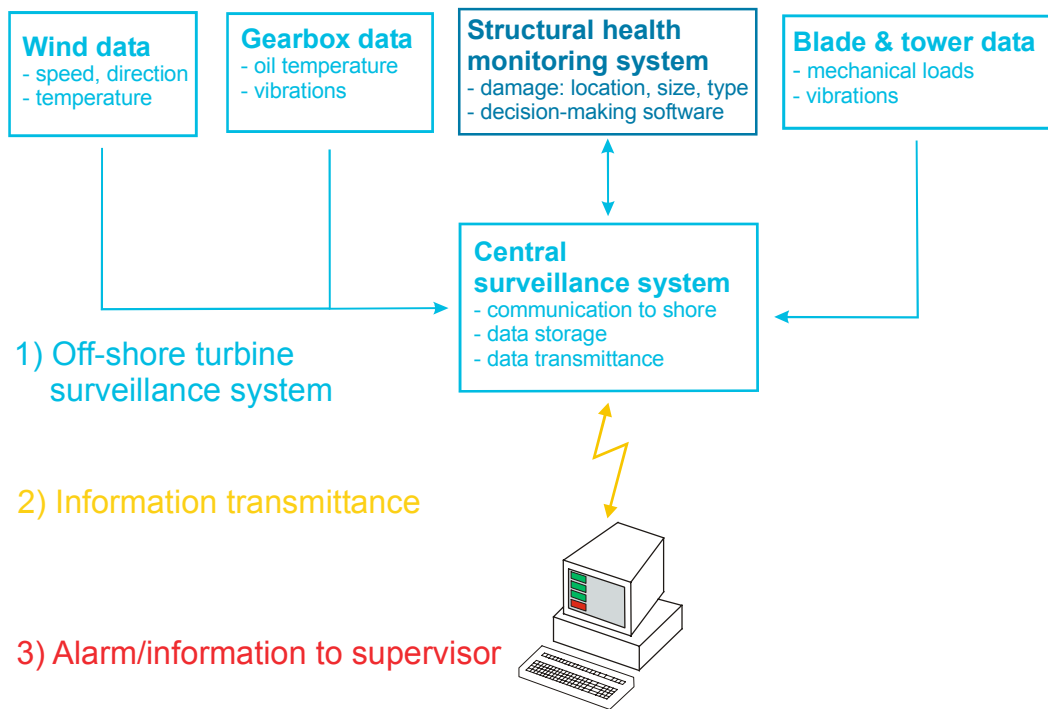 Wind data
- speed, direction
- temperature
Gearbox data
- oil temperature
- vibrations
Structural health
monitoring system
- damage: location, size, type
- decision-making software
Blade & tower data
- mechanical loads
- vibrations
Central
surveillance system
- communication to shore
- data storage
- data transmittance
1) Off-shore turbine
surveillance system
2) Information transmittance
3) Alarm/information to supervisor